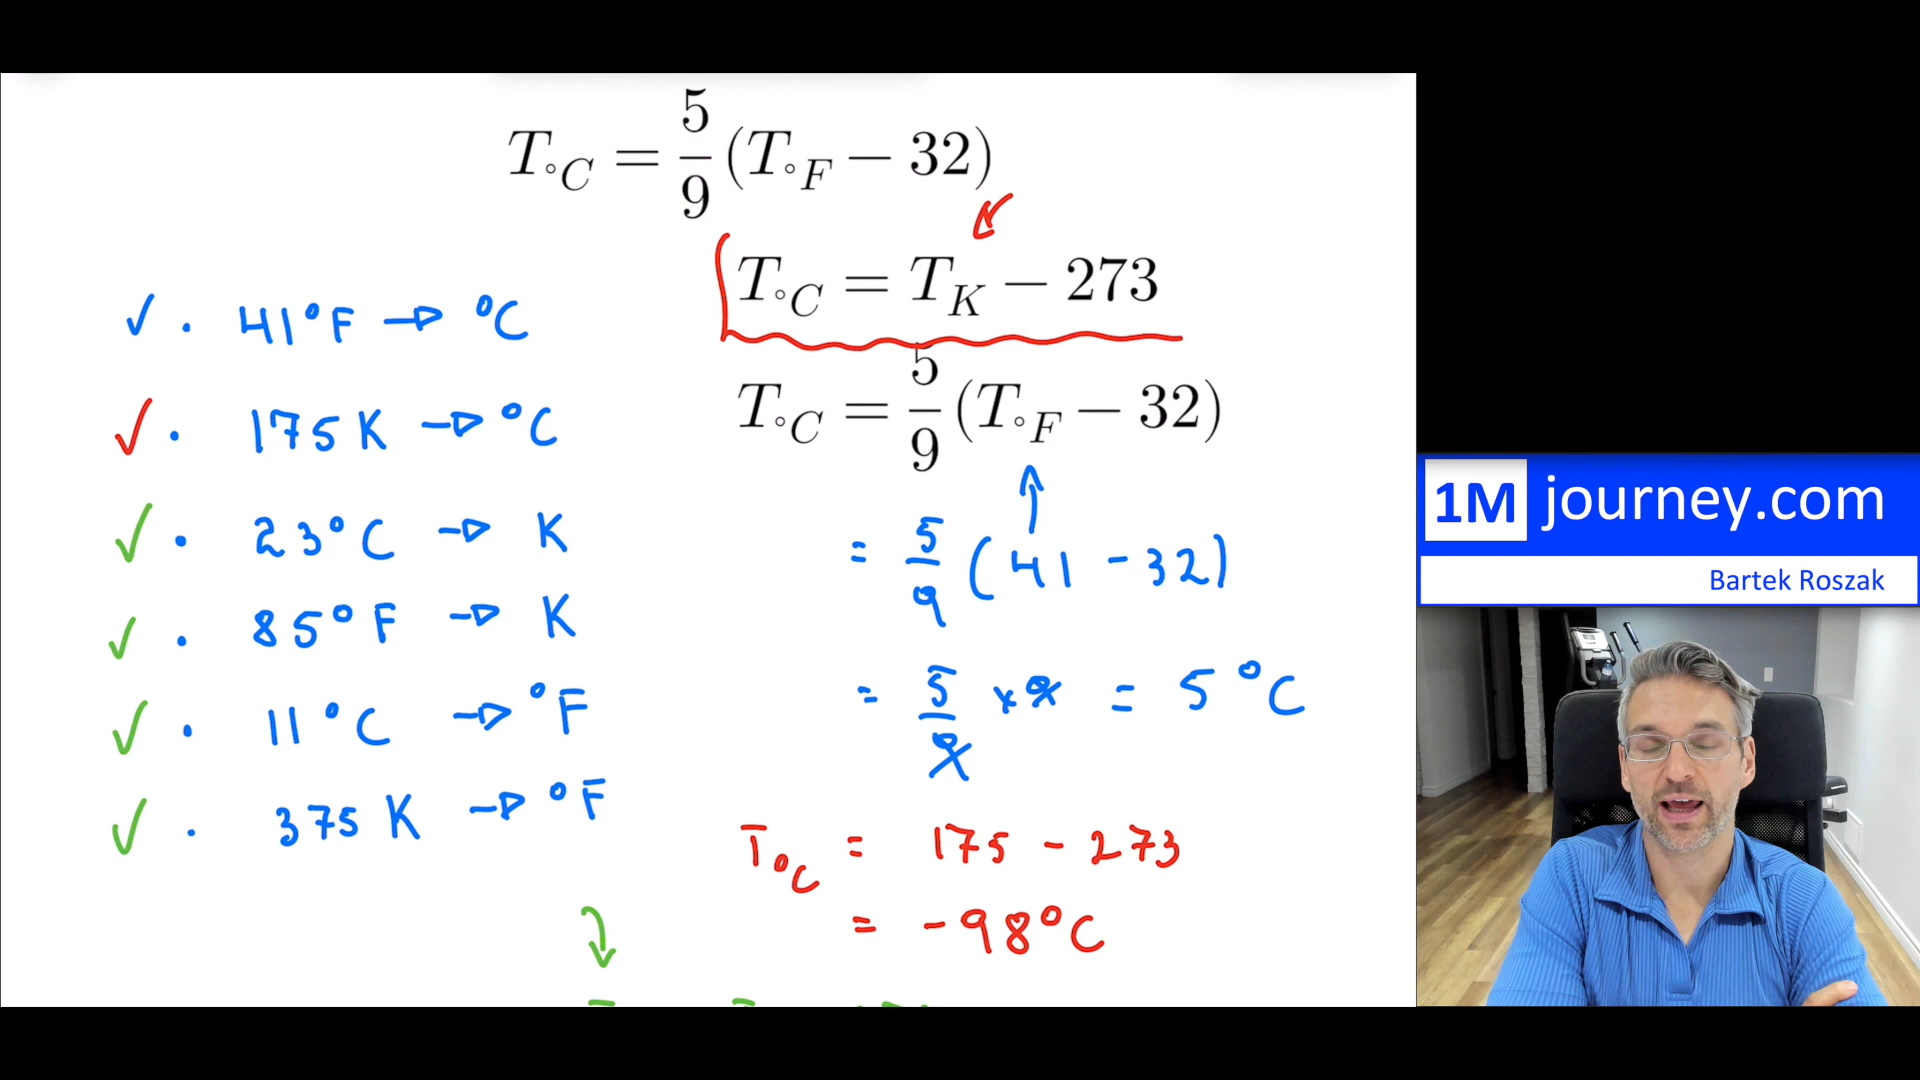 T°C = 5/9 (T°F − 32)
T°C = TK − 273
T°C = 5/9 (T°F − 32)
= 5/9 (41 − 32)
= 5/9 × 9 = 5 °C
T°C = 175 − 273
= −98°C
✓ · 41°F → °C
✓ · 175 K → °C
✓ · 23°C → K
✓ · 85°F → K
✓ · 11°C → °F
✓ · 375 K → °F
1M journey.com
Bartek Roszak